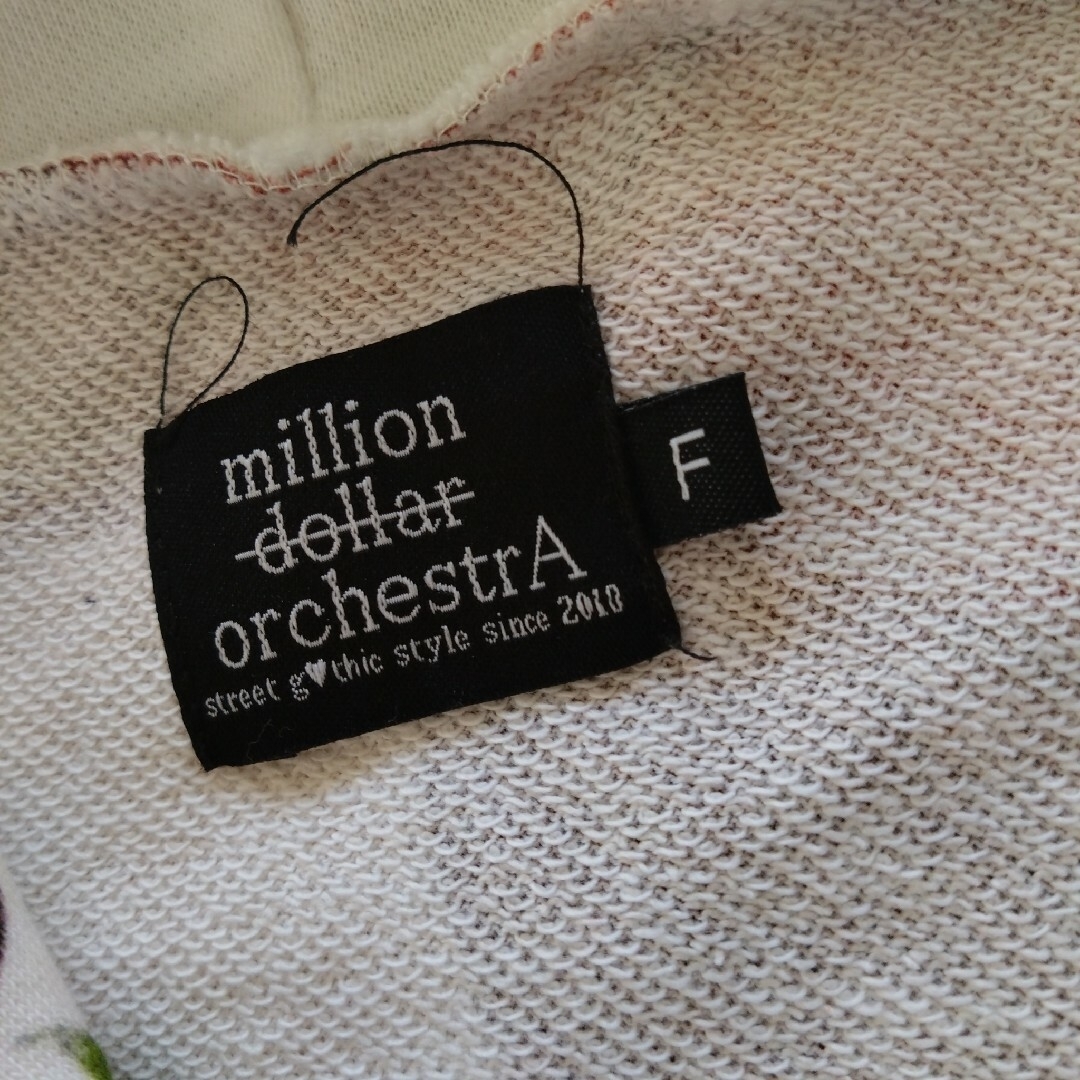 million
dollar
orchestrA
street g♥thic style since 2010
F